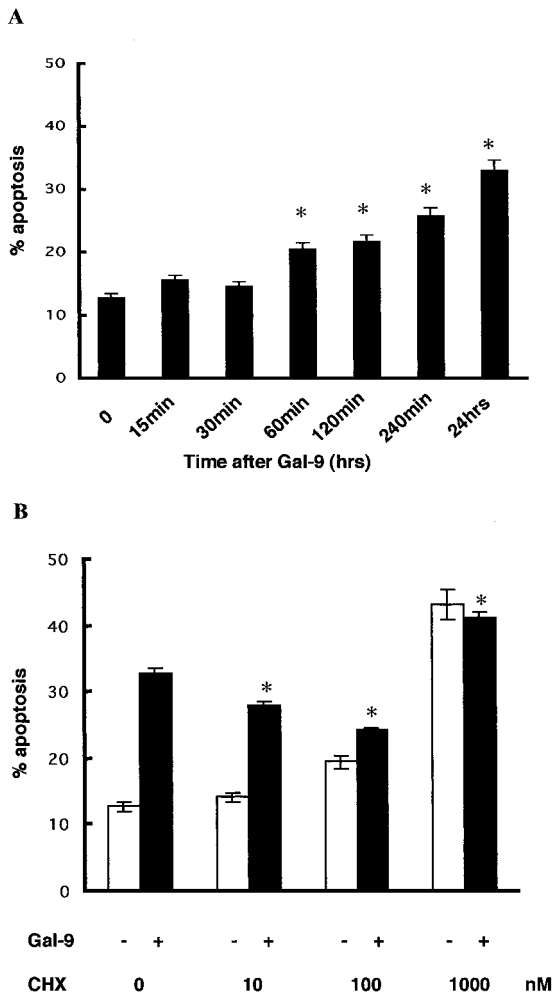 A
50
40
30
20
10
0
% apoptosis
* * * *
0 15min 30min 60min 120min 240min 24hrs
Time after Gal-9 (hrs)
B
50
40
30
20
10
0
% apoptosis
* * *
Gal-9 - + - + - + - +
CHX 0 10 100 1000 nM